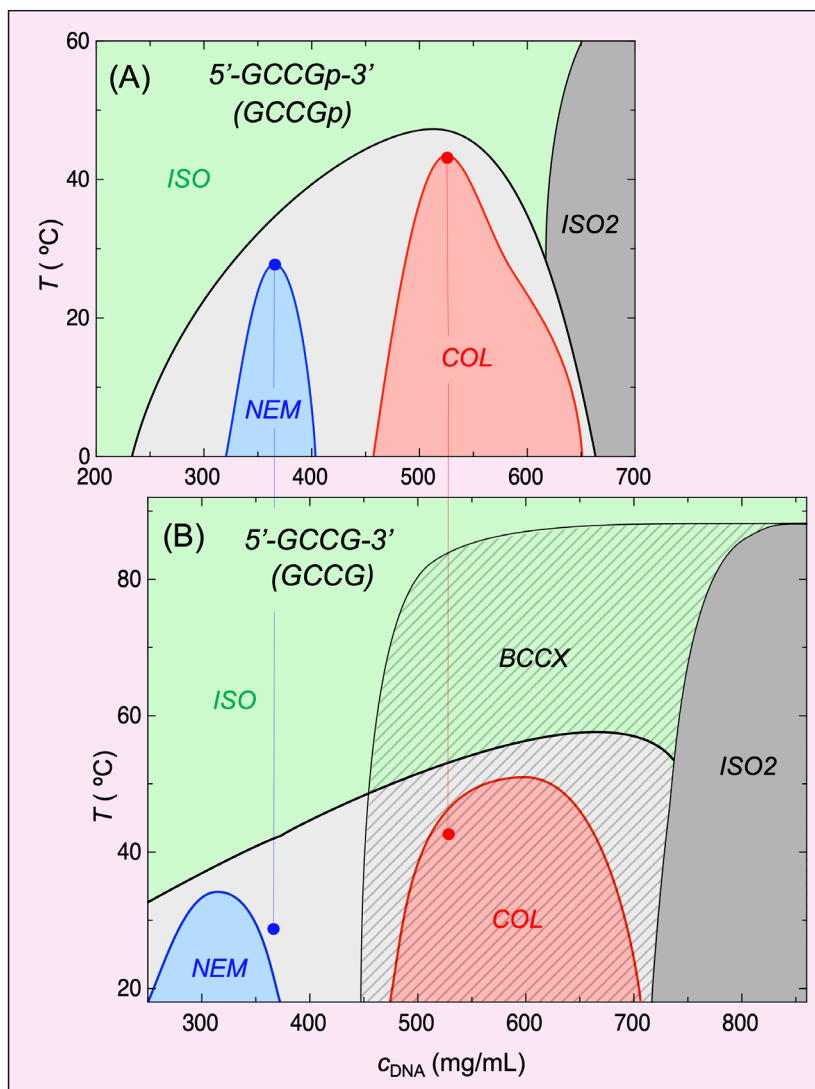 (A)
5’-GCCGp-3’
(GCCGp)
ISO
ISO2
COL
NEM
T ( ºC)
60
40
20
0
200 300 400 500 600 700
(B)
5’-GCCG-3’
(GCCG)
BCCX
ISO
ISO2
COL
NEM
T ( ºC)
80
60
40
20
300 400 500 600 700 800
cDNA (mg/mL)